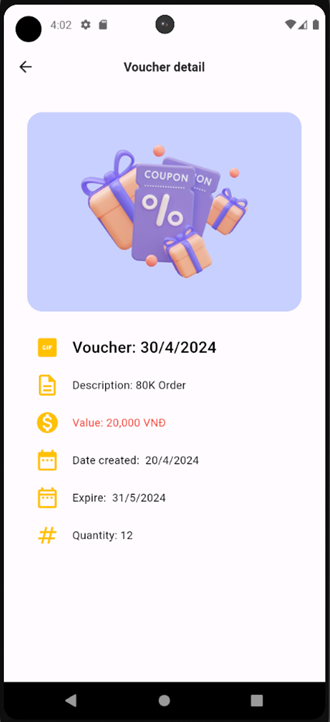 4:02
Voucher detail
COUPON
ON
%
GIF
Voucher: 30/4/2024
Description: 80K Order
$
Value: 20,000 VNĐ
Date created: 20/4/2024
Expire: 31/5/2024
#
Quantity: 12